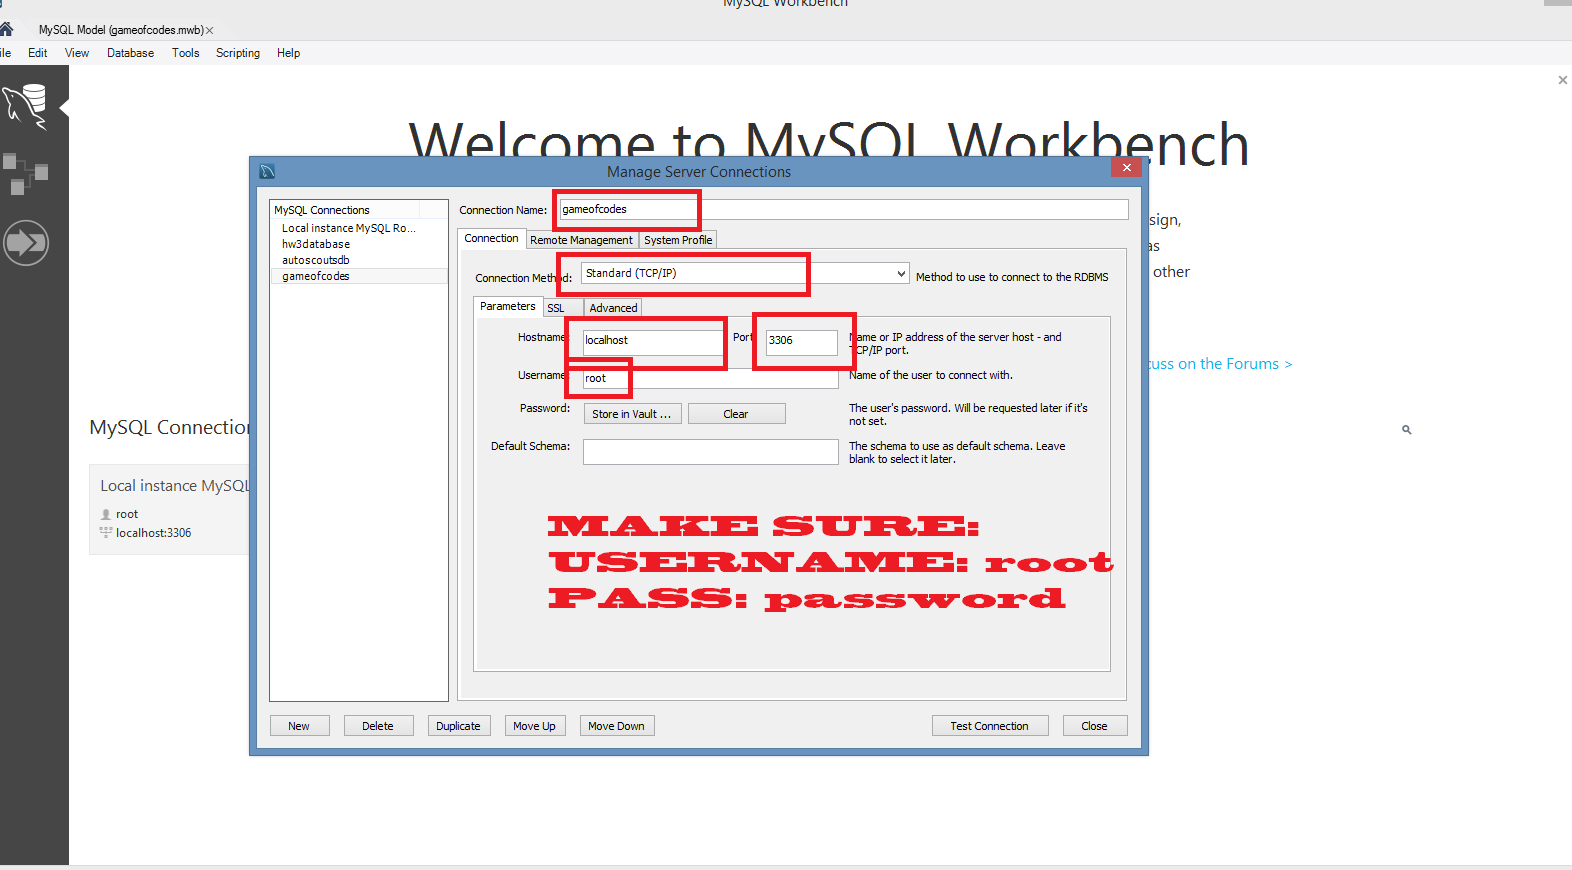 MySQL Workbench
MySQL Model (gameofcodes.mwb)
Edit View Database Tools Scripting Help
Welcome to MySQL Workbench
Manage Server Connections
MySQL Connections
Local instance MySQL Ro...
hw3database
autoscoutsdb
gameofcodes
Connection Name: gameofcodes
Connection Remote Management System Profile
Connection Method: Standard (TCP/IP) Method to use to connect to the RDBMS
Parameters SSL Advanced
Hostname: localhost Port: 3306 Name or IP address of the server host - and
TCP/IP port.
Username: root Name of the user to connect with.
Password: Store in Vault ... Clear The user's password. Will be requested later if it's
not set.
Default Schema: The schema to use as default schema. Leave
blank to select it later.
MAKE SURE:
USERNAME: root
PASS: password
New Delete Duplicate Move Up Move Down Test Connection Close
sign,
as
other
cuss on the Forums >
MySQL Connection
Local instance MySQL
root
localhost:3306